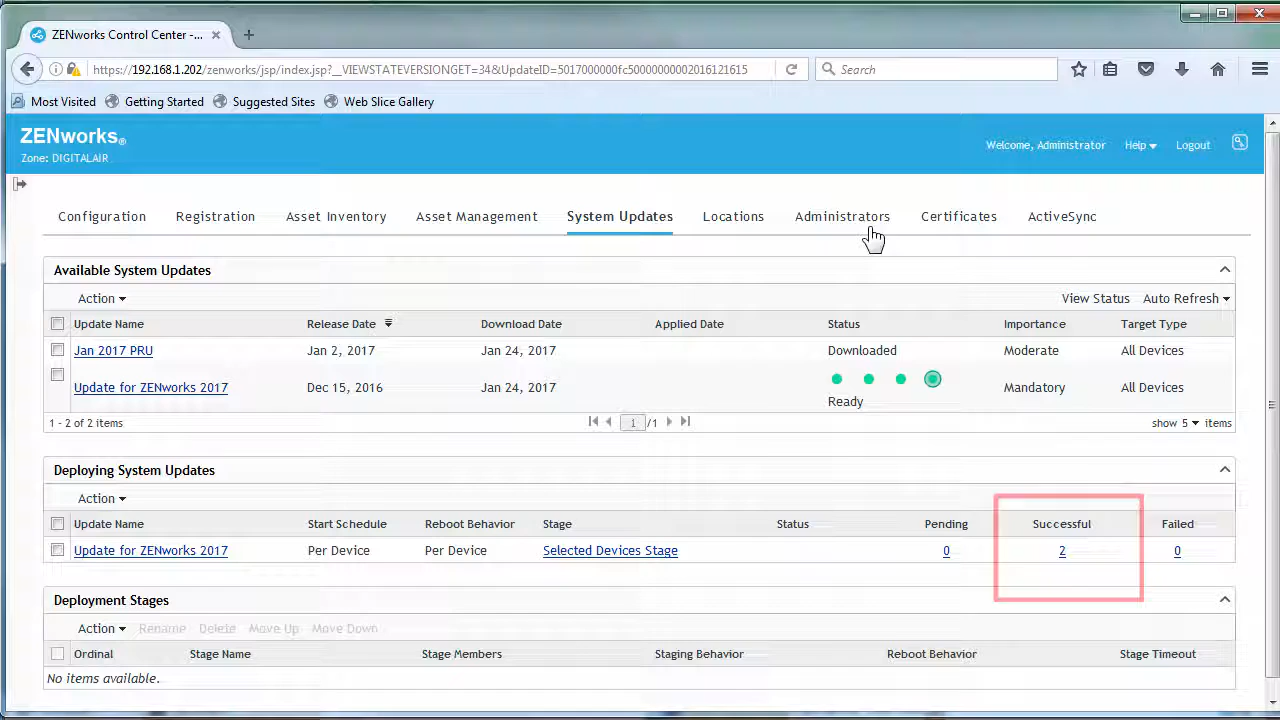 ZENworks Control Center -...
https://192.168.1.202/zenworks/jsp/index.jsp?__VIEWSTATEVERSIONGET=34&UpdateID=5017000000fc50000000002016121515
Search
Most Visited Getting Started Suggested Sites Web Slice Gallery
ZENworks®
Zone: DIGITALAIR
Welcome, Administrator Help Logout
Configuration Registration Asset Inventory Asset Management System Updates Locations Administrators Certificates ActiveSync
Available System Updates
Action View Status Auto Refresh
Update Name Release Date Download Date Applied Date Status Importance Target Type
Jan 2017 PRU Jan 2, 2017 Jan 24, 2017 Downloaded Moderate All Devices
Update for ZENworks 2017 Dec 15, 2016 Jan 24, 2017 Ready Mandatory All Devices
1 - 2 of 2 items 1 /1 show 5 items
Deploying System Updates
Action
Update Name Start Schedule Reboot Behavior Stage Status Pending Successful Failed
Update for ZENworks 2017 Per Device Per Device Selected Devices Stage 0 2 0
Deployment Stages
Action Rename Delete Move Up Move Down
Ordinal Stage Name Stage Members Staging Behavior Reboot Behavior Stage Timeout
No items available.